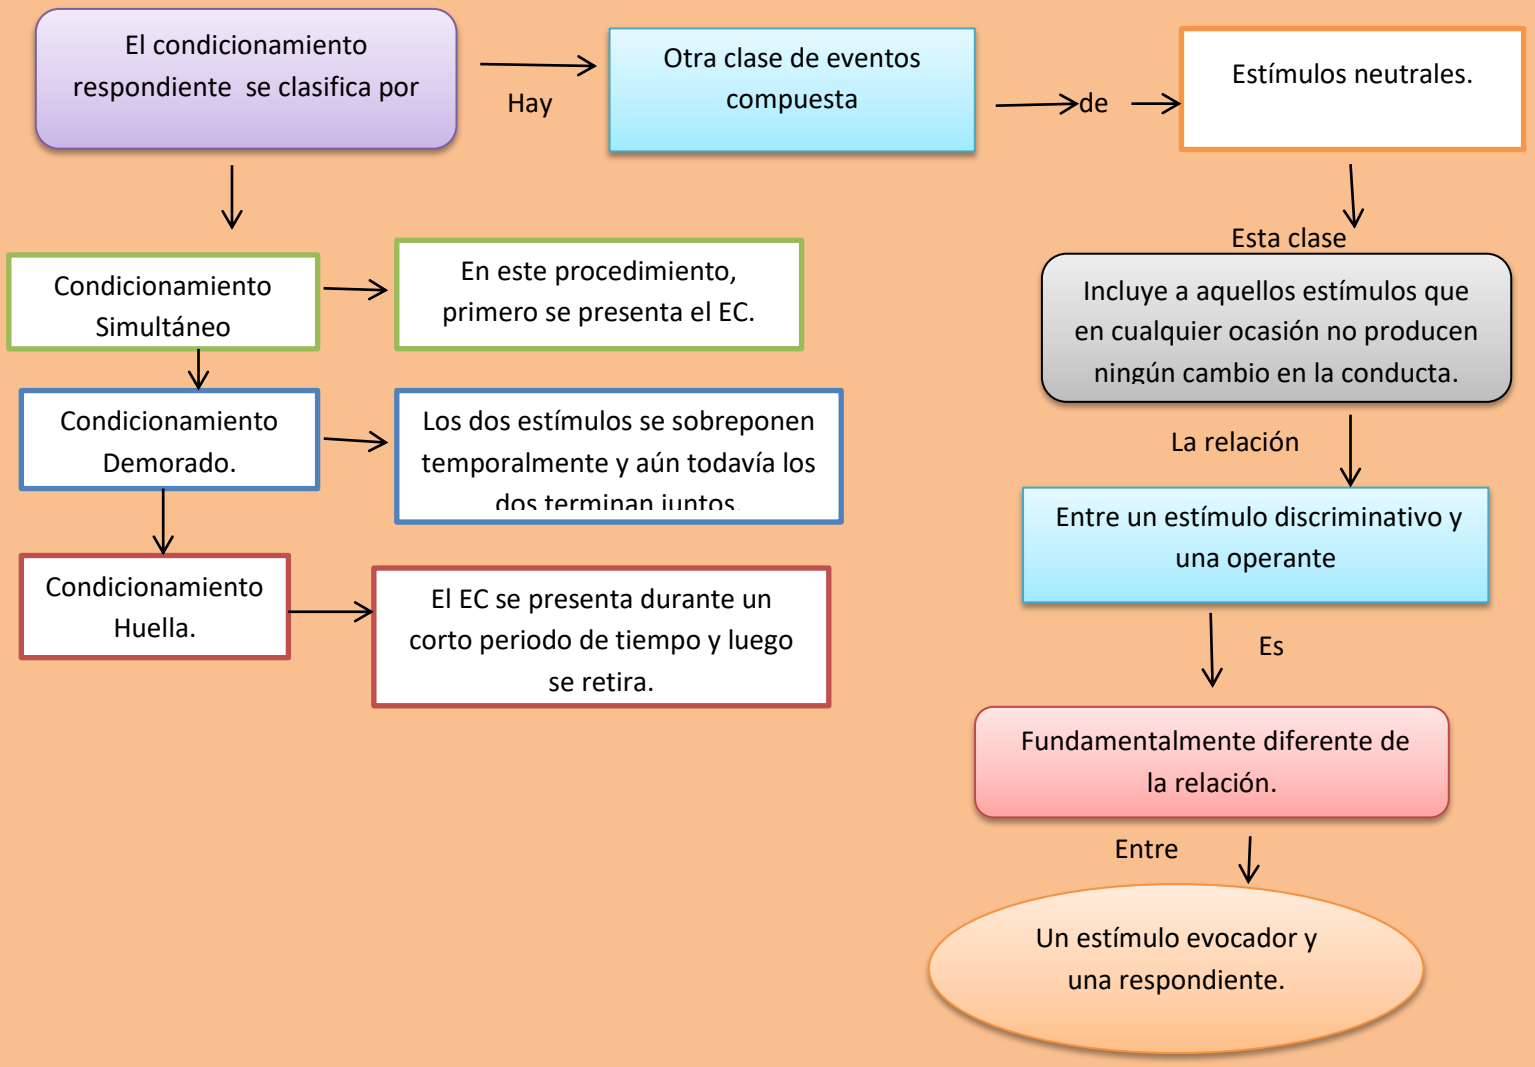 El condicionamiento
respondiente se clasifica por
Hay
Otra clase de eventos
compuesta
de
Estímulos neutrales.
Condicionamiento
Simultáneo
En este procedimiento,
primero se presenta el EC.
Condicionamiento
Demorado.
Los dos estímulos se sobreponen
temporalmente y aún todavía los
dos terminan juntos.
Condicionamiento
Huella.
El EC se presenta durante un
corto periodo de tiempo y luego
se retira.
Esta clase
Incluye a aquellos estímulos que
en cualquier ocasión no producen
ningún cambio en la conducta.
La relación
Entre un estímulo discriminativo y
una operante
Es
Fundamentalmente diferente de
la relación.
Entre
Un estímulo evocador y
una respondiente.